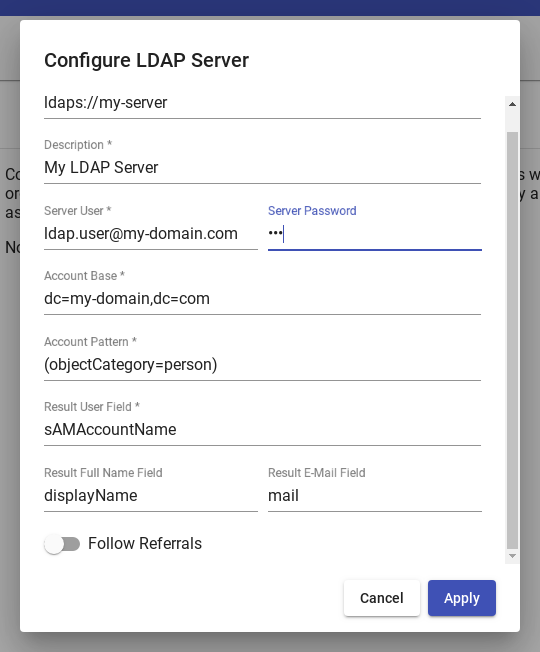 Configure LDAP Server
ldaps://my-server
Description *
My LDAP Server
Server User *
Server Password
ldap.user@my-domain.com
•••
Account Base *
dc=my-domain,dc=com
Account Pattern *
(objectCategory=person)
Result User Field *
sAMAccountName
Result Full Name Field
Result E-Mail Field
displayName
mail
Follow Referrals
Cancel
Apply